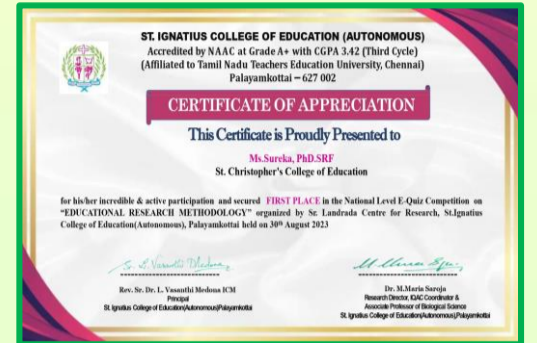 ST. IGNATIUS COLLEGE OF EDUCATION (AUTONOMOUS)
Accredited by NAAC at Grade A+ with CGPA 3.42 (Third Cycle)
(Affiliated to Tamil Nadu Teachers Education University, Chennai)
Palayamkottai – 627 002
CERTIFICATE OF APPRECIATION
This Certificate is Proudly Presented to
Ms.Sureka, PhD.SRF
St. Christopher's College of Education
for his/her incredible & active participation and secured FIRST PLACE in the National Level E-Quiz Competition on
"EDUCATIONAL RESEARCH METHODOLOGY" organized by Sr. Landrada Centre for Research, St.Ignatius
College of Education(Autonomous), Palayamkottai held on 30th August 2023
Rev. Sr. Dr. L. Vasanthi Medona ICM
Principal
St. Ignatius College of Education(Autonomous)Palayamkottai
Dr. M.Maria Saroja
Research Director, IQAC Coordinator &
Associate Professor of Biological Science
St. Ignatius College of Education(Autonomous),Palayamkottai